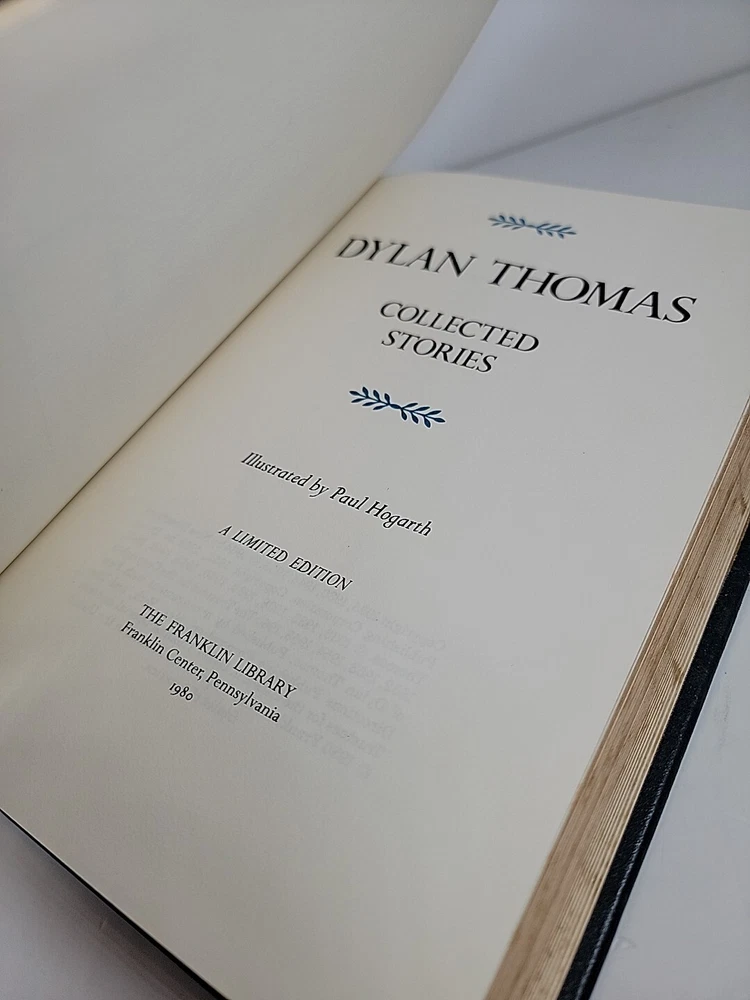 DYLAN THOMAS
COLLECTED
STORIES
Illustrated by Paul Hogarth
A LIMITED EDITION
THE FRANKLIN LIBRARY
Franklin Center, Pennsylvania
1980